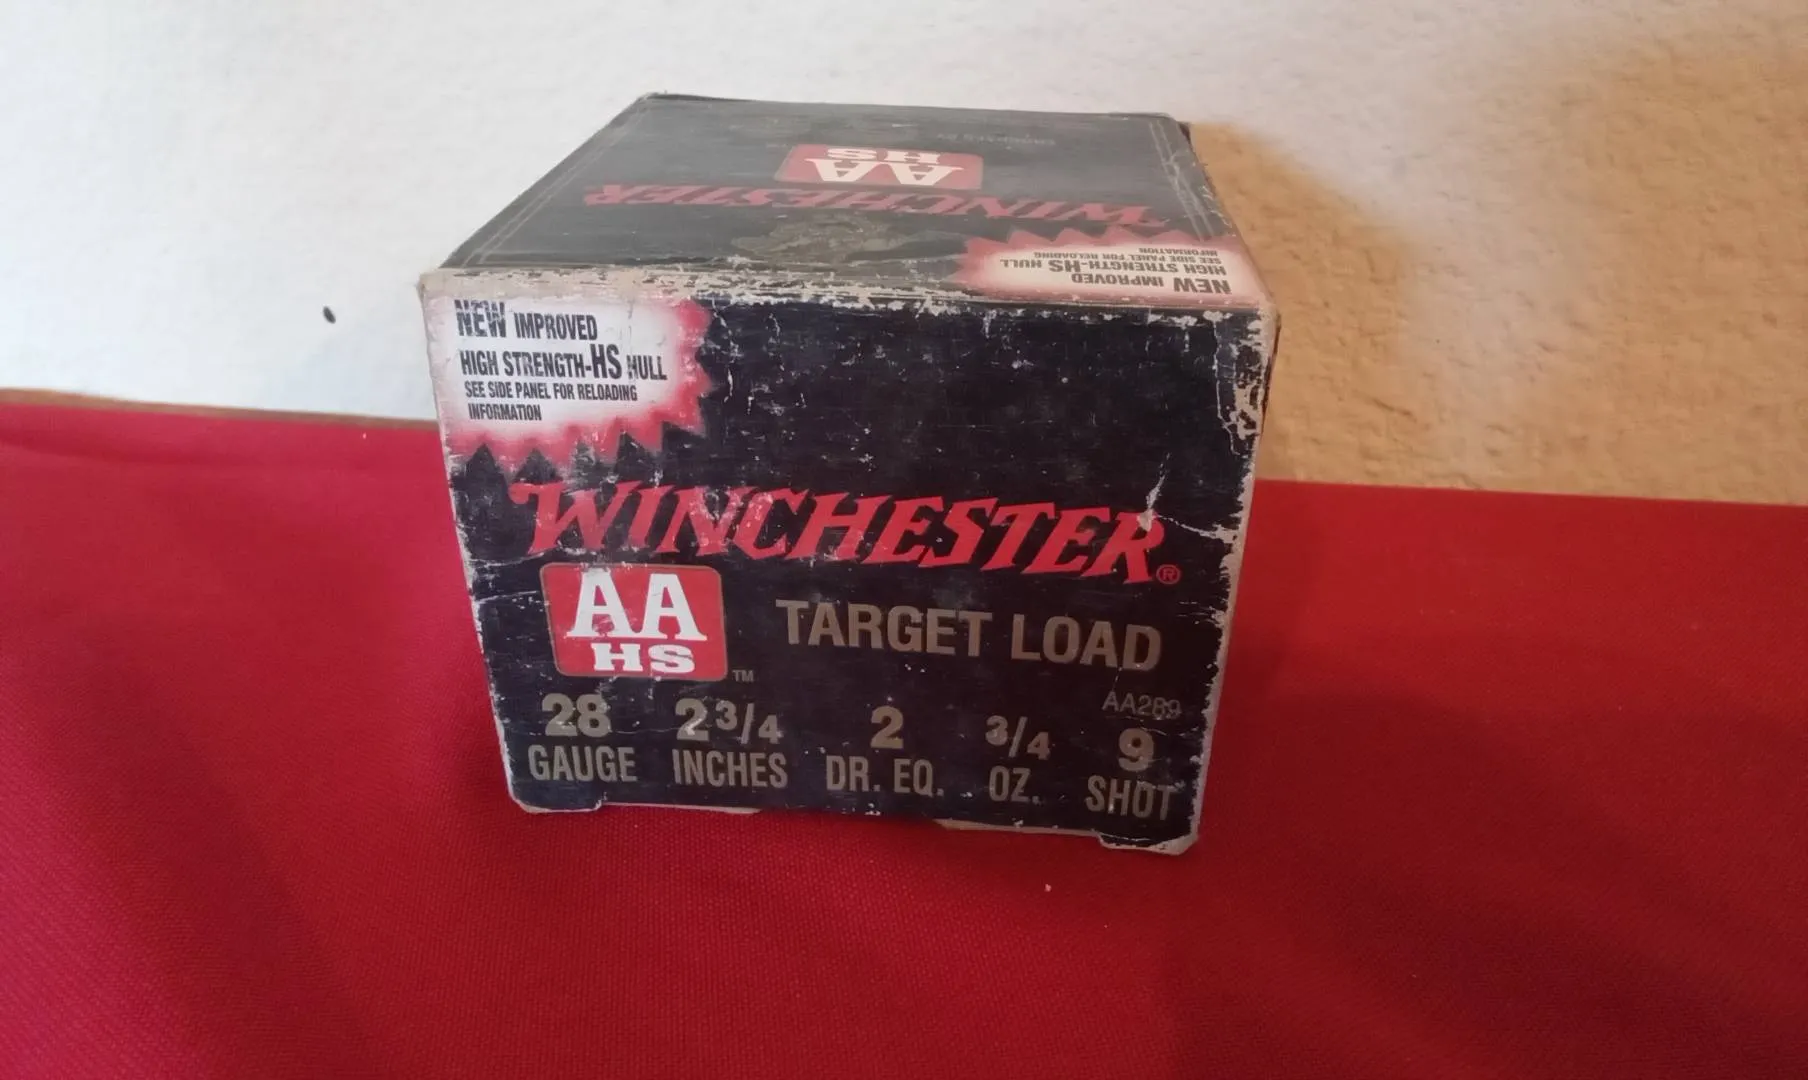 AA
HS
WINCHESTER
NEW IMPROVED
HIGH STRENGTH-HS HULL
SEE SIDE PANEL FOR RELOADING
INFORMATION
NEW IMPROVED
HIGH STRENGTH-HS HULL
SEE SIDE PANEL FOR RELOADING
INFORMATION
WINCHESTER®
AA
HS™
TARGET LOAD
AA289
28 2 3/4 2 3/4 9
GAUGE INCHES DR. EQ. OZ. SHOT